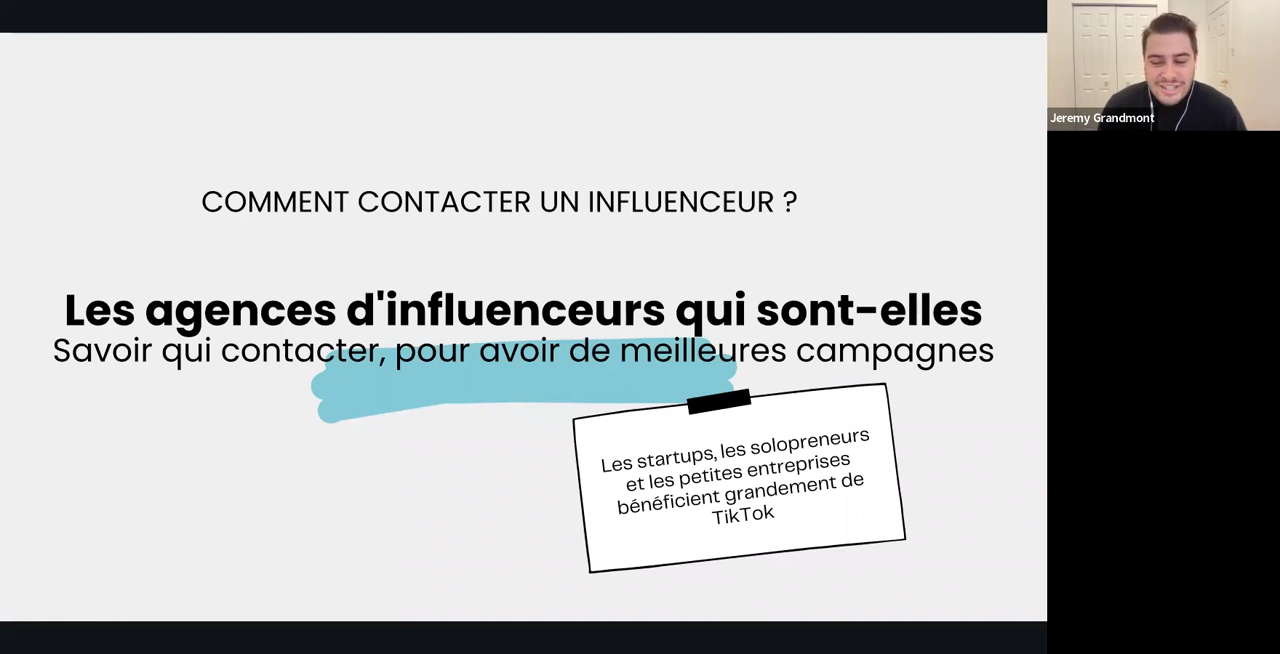 COMMENT CONTACTER UN INFLUENCEUR ?
Les agences d'influenceurs qui sont-elles
Savoir qui contacter, pour avoir de meilleures campagnes
Les startups, les solopreneurs
et les petites entreprises
bénéficient grandement de
TikTok
Jeremy Grandmont